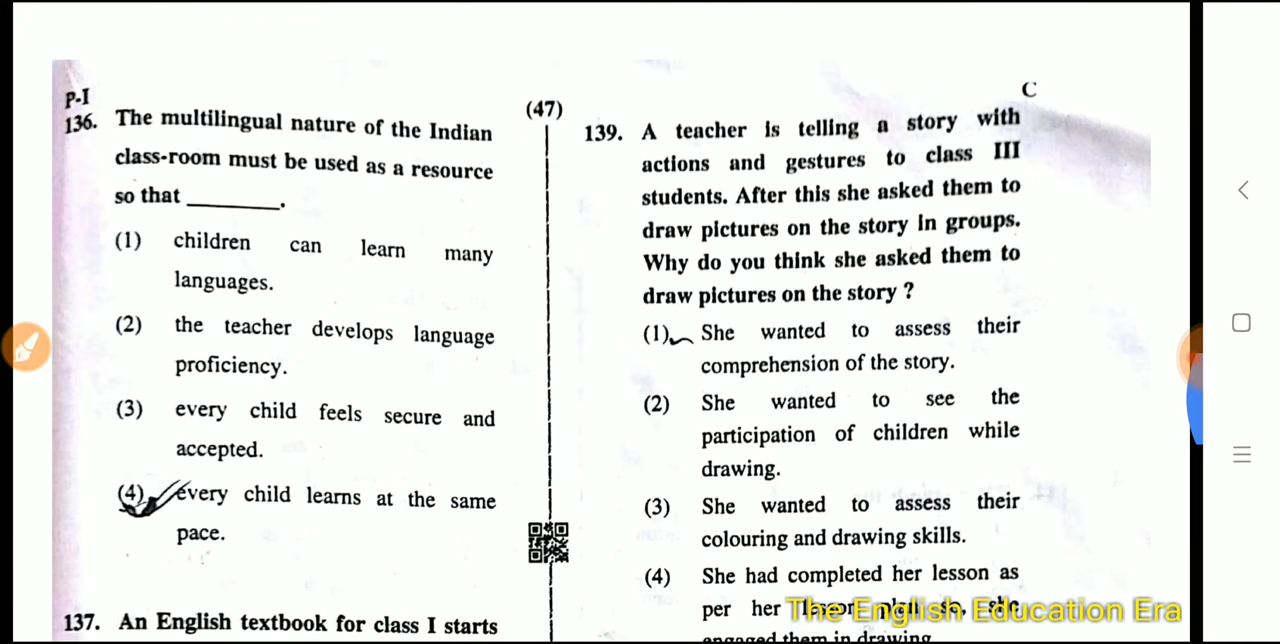 P-I
(47)
C
136. The multilingual nature of the Indian
class-room must be used as a resource
so that ________.
(1) children can learn many
languages.
(2) the teacher develops language
proficiency.
(3) every child feels secure and
accepted.
(4) every child learns at the same
pace.
137. An English textbook for class I starts
139. A teacher is telling a story with
actions and gestures to class III
students. After this she asked them to
draw pictures on the story in groups.
Why do you think she asked them to
draw pictures on the story ?
(1) She wanted to assess their
comprehension of the story.
(2) She wanted to see the
participation of children while
drawing.
(3) She wanted to assess their
colouring and drawing skills.
(4) She had completed her lesson as
per her
engaged them in drawing
The English Education Era